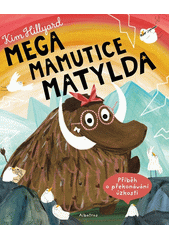 Kim Hillyard
MEGA
MAMUTICE
MATYLDA
Příběh
o překonávání
úzkosti
Albatros